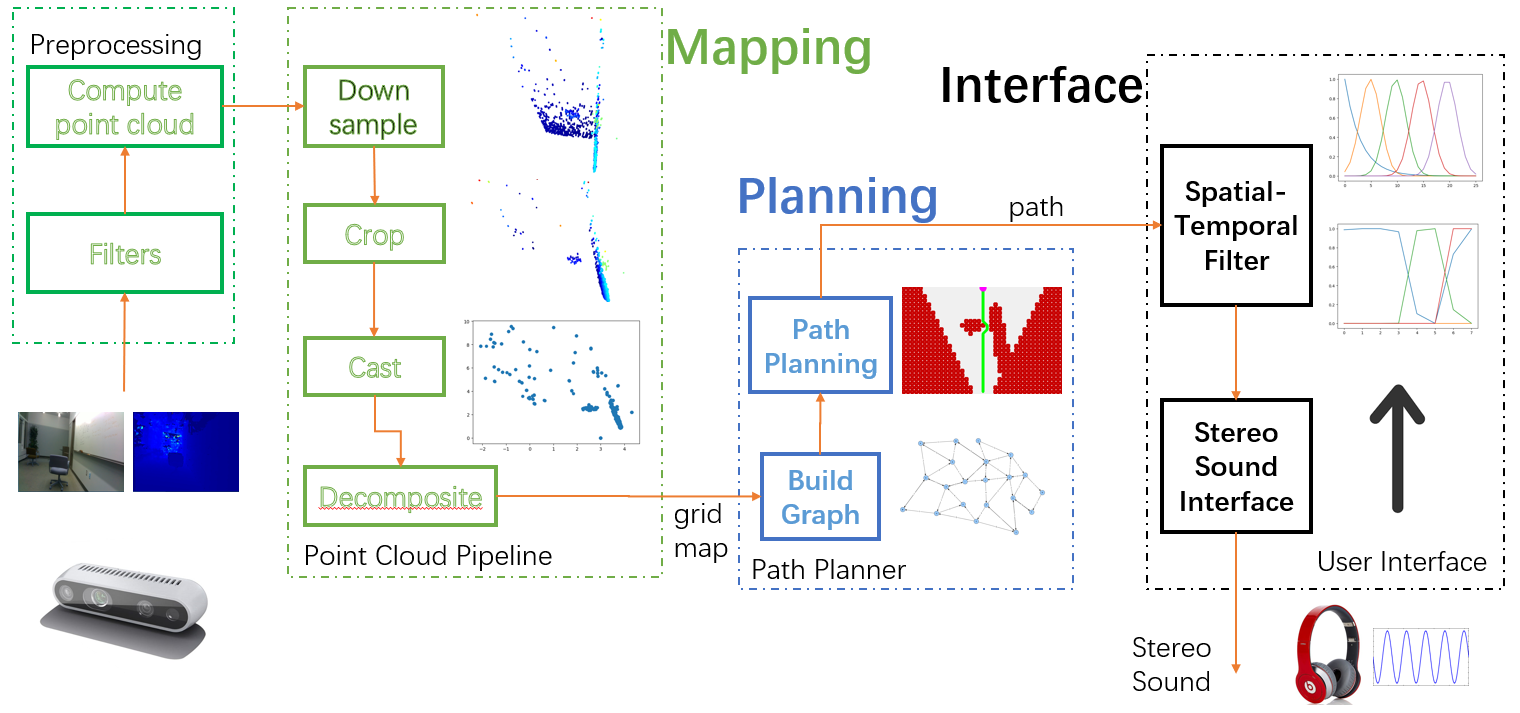 Preprocessing
Compute
point cloud
Filters
Mapping
Down
sample
Crop
Cast
Decomposite
Point Cloud Pipeline
grid
map
Planning
Path
Planning
Build
Graph
Path Planner
path
Interface
Spatial-
Temporal
Filter
Stereo
Sound
Interface
User Interface
Stereo
Sound